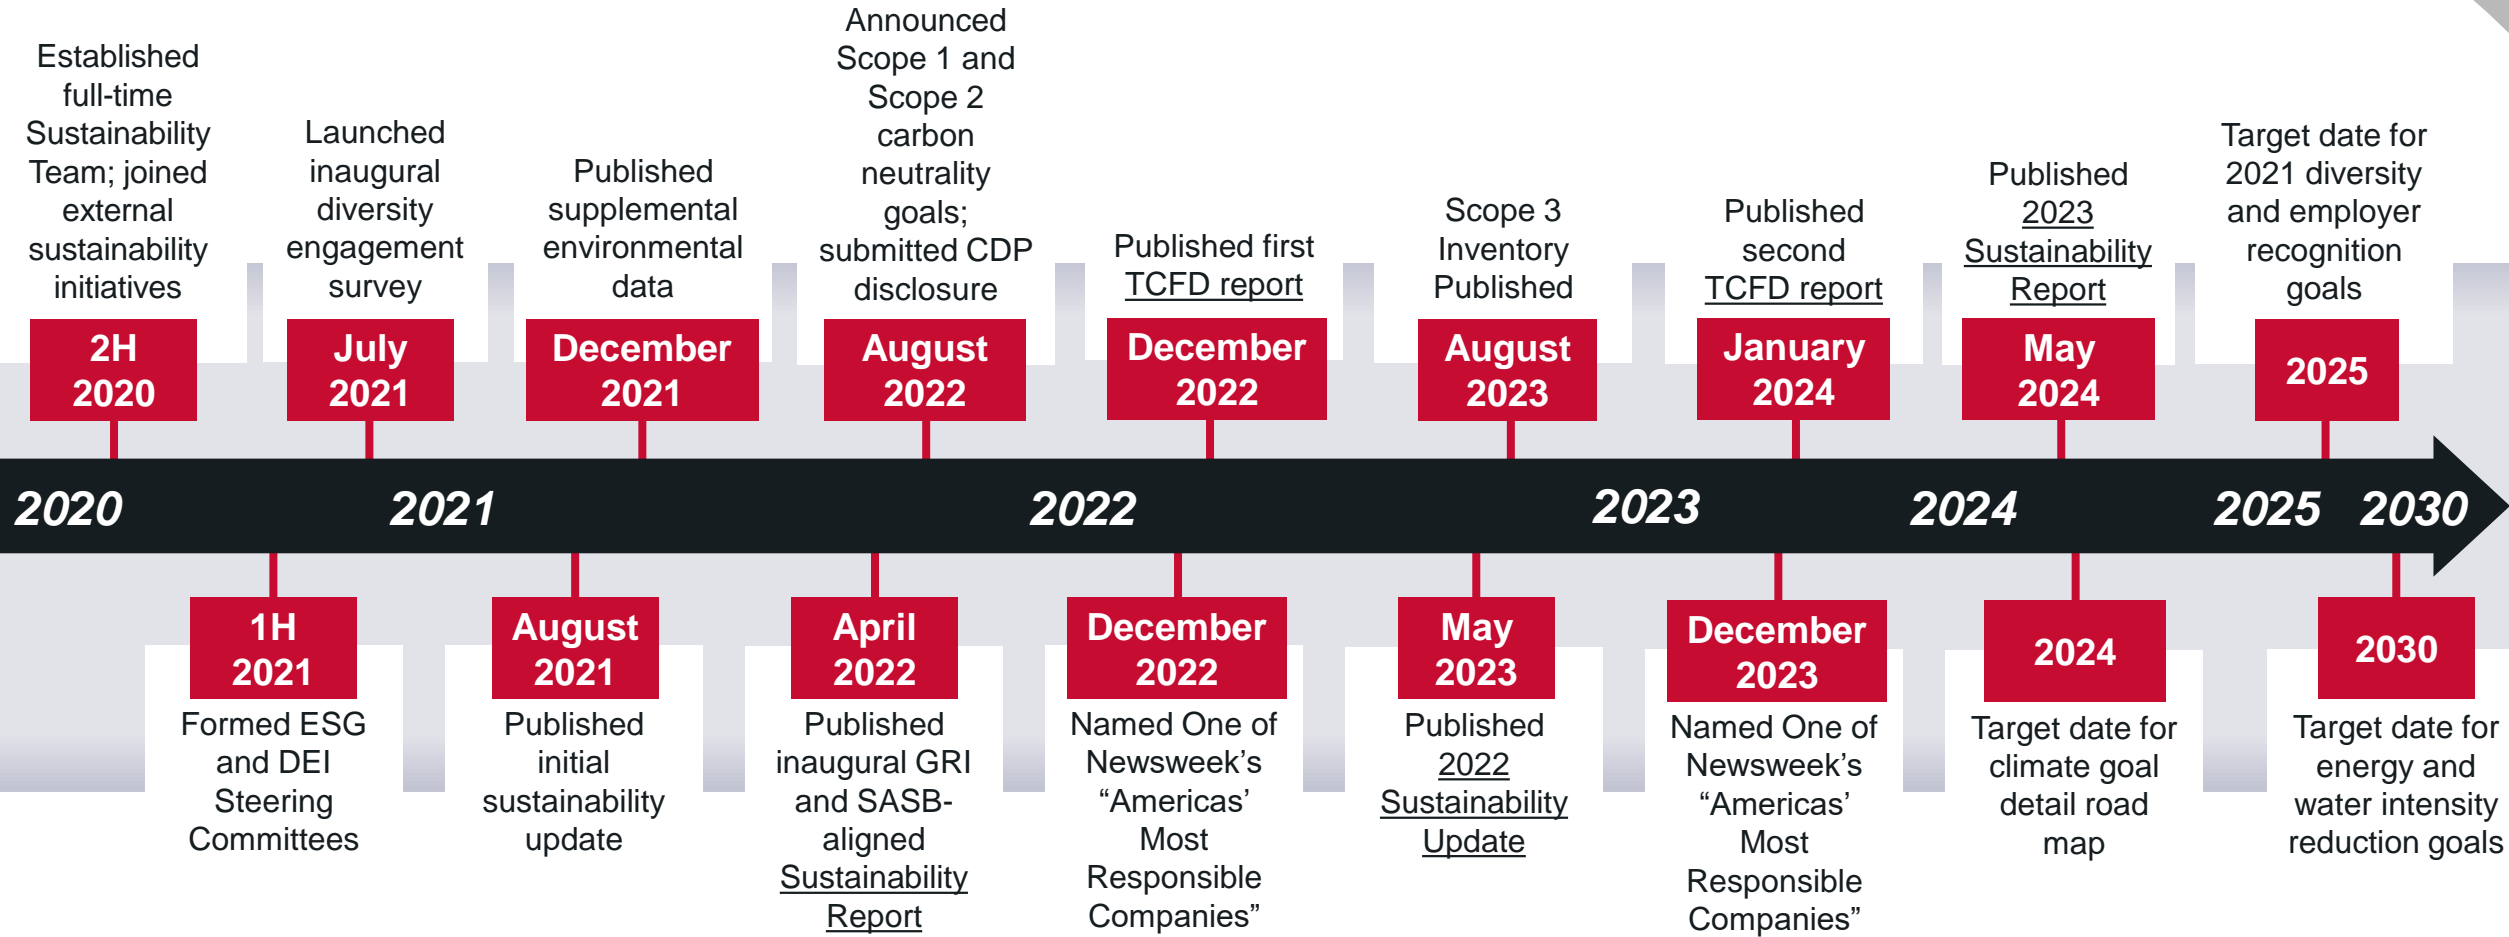 Established
full-time
Sustainability
Team; joined
external
sustainability
initiatives
2H
2020
Launched
inaugural
diversity
engagement
survey
July
2021
Published
supplemental
environmental
data
December
2021
Announced
Scope 1 and
Scope 2
carbon
neutrality
goals;
submitted CDP
disclosure
August
2022
Published first
TCFD report
December
2022
Scope 3
Inventory
Published
August
2023
Published
second
TCFD report
January
2024
Published
2023
Sustainability
Report
May
2024
Target date for
2021 diversity
and employer
recognition
goals
2025
2020 2021 2022 2023 2024 2025 2030
1H
2021
Formed ESG
and DEI
Steering
Committees
August
2021
Published
initial
sustainability
update
April
2022
Published
inaugural GRI
and SASB-
aligned
Sustainability
Report
December
2022
Named One of
Newsweek’s
“Americas’
Most
Responsible
Companies”
May
2023
Published
2022
Sustainability
Update
December
2023
Named One of
Newsweek’s
“Americas’
Most
Responsible
Companies”
2024
Target date for
climate goal
detail road
map
2030
Target date for
energy and
water intensity
reduction goals